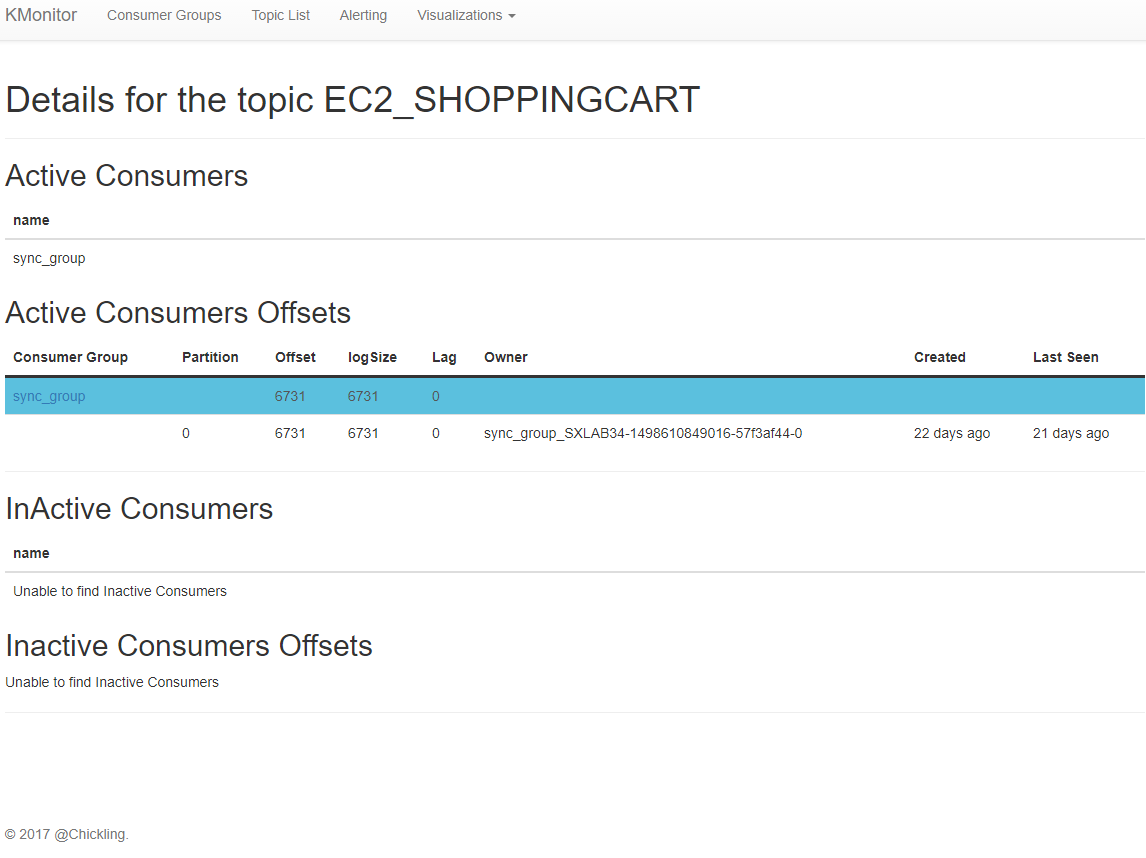 KMonitor Consumer Groups Topic List Alerting Visualizations
Details for the topic EC2_SHOPPINGCART
Active Consumers
name
sync_group
Active Consumers Offsets
Consumer Group Partition Offset logSize Lag Owner Created Last Seen
sync_group 6731 6731 0
0 6731 6731 0 sync_group_SXLAB34-1498610849016-57f3af44-0 22 days ago 21 days ago
InActive Consumers
name
Unable to find Inactive Consumers
Inactive Consumers Offsets
Unable to find Inactive Consumers
© 2017 @Chickling.